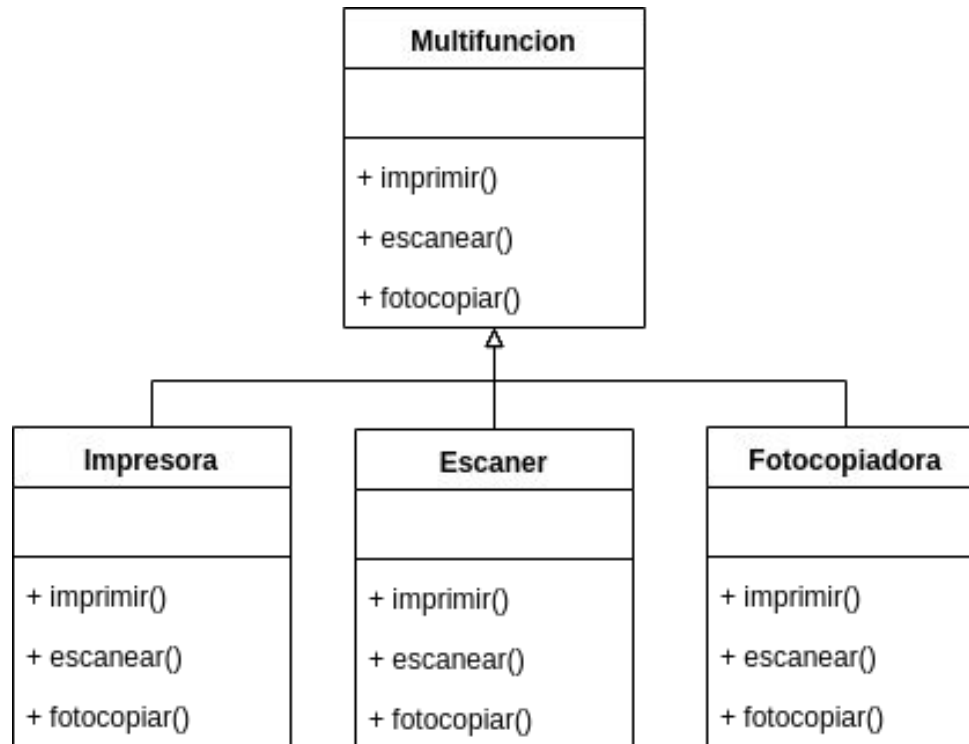 Multifuncion
+ imprimir()
+ escanear()
+ fotocopiar()
Impresora
+ imprimir()
+ escanear()
+ fotocopiar()
Escaner
+ imprimir()
+ escanear()
+ fotocopiar()
Fotocopiadora
+ imprimir()
+ escanear()
+ fotocopiar()